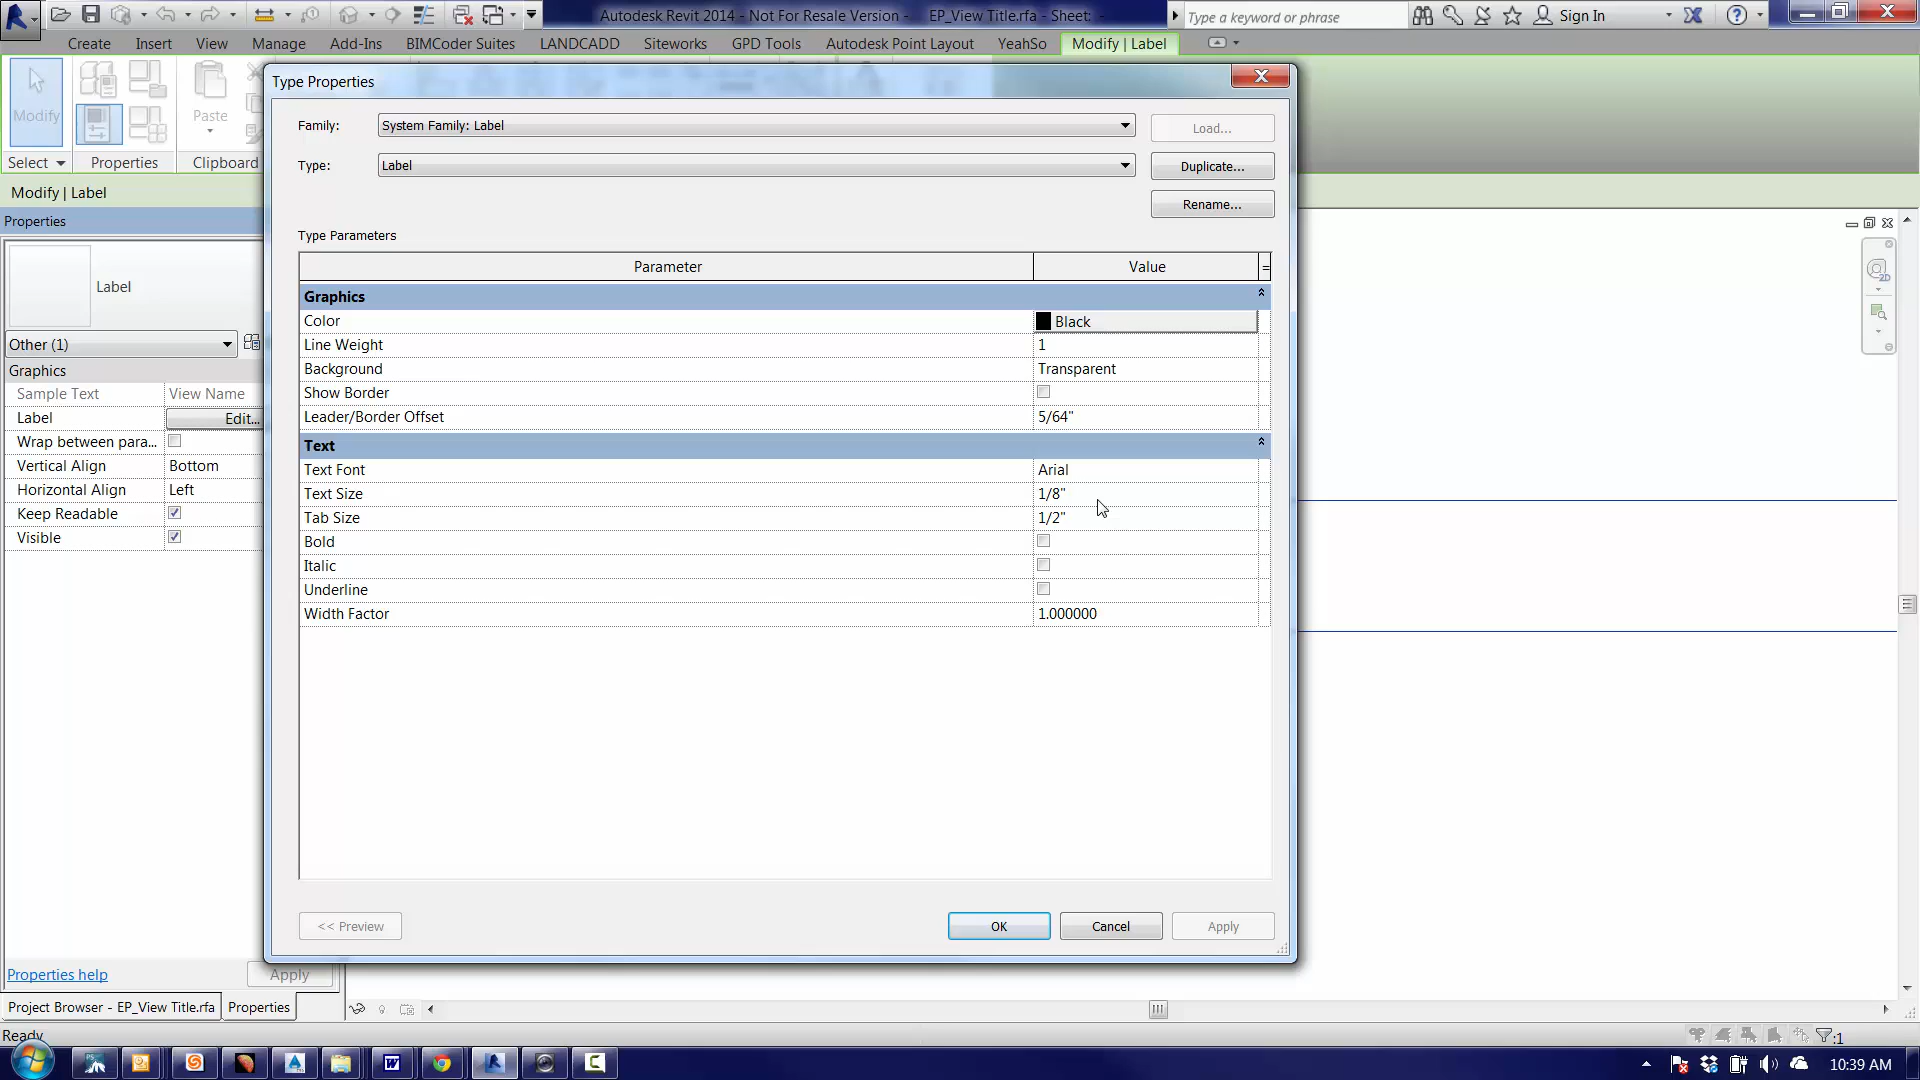 Autodesk Revit 2014 - Not For Resale Version - EP_View Title.rfa - Sheet: -
Type a keyword or phrase
Sign In
Create Insert View Manage Add-Ins BIMCoder Suites LANDCADD Siteworks GPD Tools Autodesk Point Layout YeahSo Modify | Label
Modify
Paste
Select Properties Clipboard
Modify | Label
Properties
Label
Other (1)
Graphics
Sample Text View Name
Label Edit...
Wrap between para...
Vertical Align Bottom
Horizontal Align Left
Keep Readable
Visible
Properties help Apply
Project Browser - EP_View Title.rfa Properties
Ready
Type Properties
Family: System Family: Label Load...
Type: Label Duplicate...
Rename...
Type Parameters
Parameter Value =
Graphics
Color Black
Line Weight 1
Background Transparent
Show Border
Leader/Border Offset 5/64"
Text
Text Font Arial
Text Size 1/8"
Tab Size 1/2"
Bold
Italic
Underline
Width Factor 1.000000
<< Preview OK Cancel Apply
2D
:1
10:39 AM